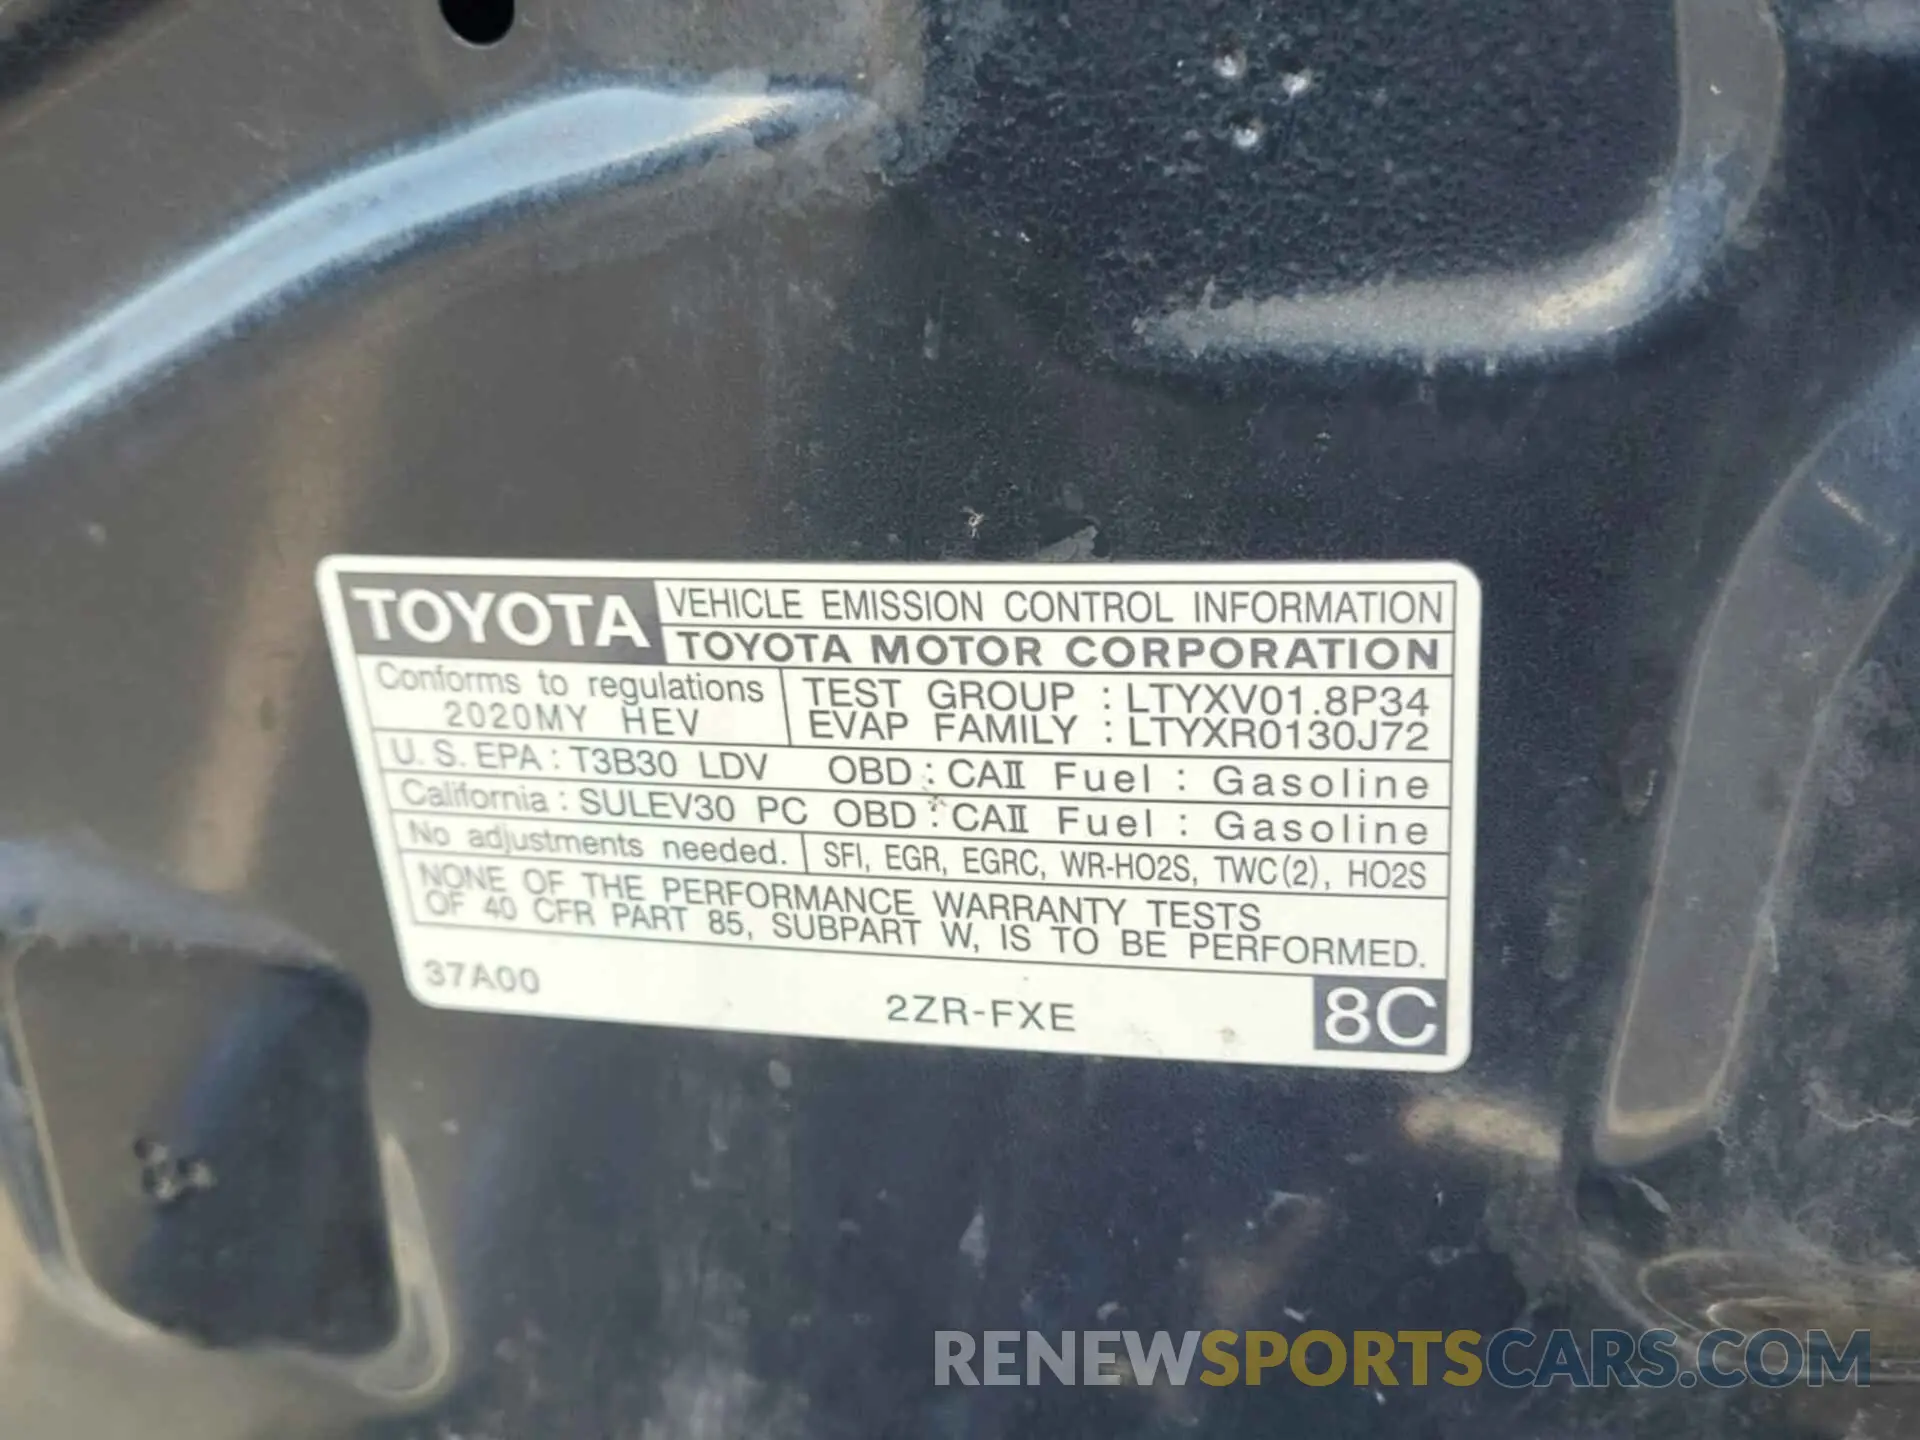 TOYOTA VEHICLE EMISSION CONTROL INFORMATION
TOYOTA MOTOR CORPORATION
Conforms to regulations
2020MY HEV
TEST GROUP : LTYXV01.8P34
EVAP FAMILY : LTYXR0130J72
U.S.EPA : T3B30 LDV OBD : CAⅡ Fuel : Gasoline
California : SULEV30 PC OBD : CAⅡ Fuel : Gasoline
No adjustments needed. SFI, EGR, EGRC, WR-HO2S, TWC(2), HO2S
NONE OF THE PERFORMANCE WARRANTY TESTS
OF 40 CFR PART 85, SUBPART W, IS TO BE PERFORMED.
37A00 2ZR-FXE 8C
RENEWSPORTSCARS.COM